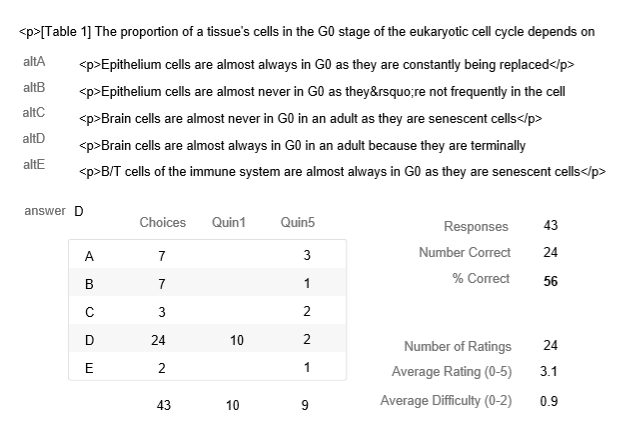 <p>[Table 1] The proportion of a tissue's cells in the G0 stage of the eukaryotic cell cycle depends on
altA <p>Epithelium cells are almost always in G0 as they are constantly being replaced</p>
altB <p>Epithelium cells are almost never in G0 as they&rsquo;re not frequently in the cell
altC <p>Brain cells are almost never in G0 in an adult as they are senescent cells</p>
altD <p>Brain cells are almost always in G0 in an adult because they are terminally
altE <p>B/T cells of the immune system are almost always in G0 as they are senescent cells</p>
answer D
Choices Quin1 Quin5
A 7 3
B 7 1
C 3 2
D 24 10 2
E 2 1
43 10 9
Responses 43
Number Correct 24
% Correct 56
Number of Ratings 24
Average Rating (0-5) 3.1
Average Difficulty (0-2) 0.9